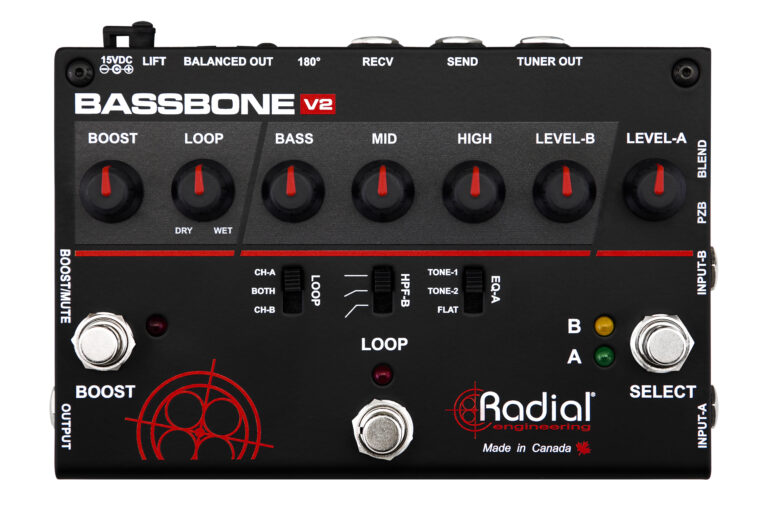 15VDC LIFT BALANCED OUT 180° RECV SEND TUNER OUT
BASSBONE V2
BOOST LOOP BASS MID HIGH LEVEL-B LEVEL-A
DRY WET
BLEND
PZB
BOOST/MUTE
INPUT-B
CH-A
BOTH
CH-B
LOOP
HPF-B
TONE-1
TONE-2
FLAT
EQ-A
LOOP
B
A
BOOST
SELECT
OUTPUT
INPUT-A
Radial®
engineering
Made in Canada